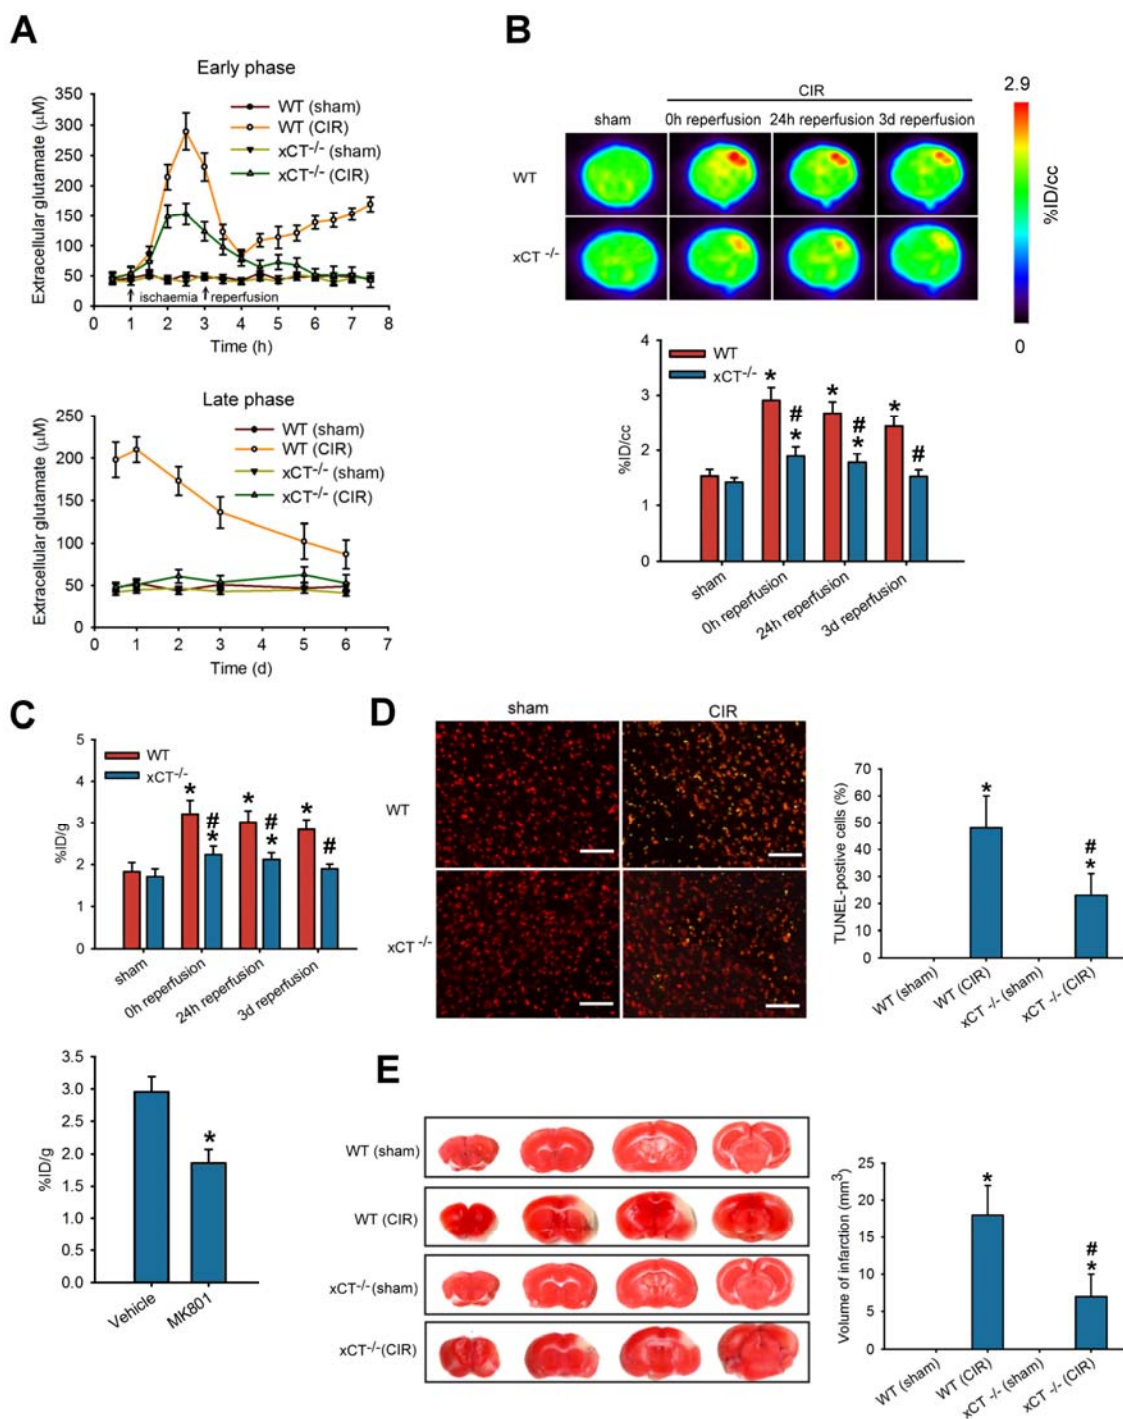 A
Early phase
Extracellular glutamate (μM)
350
300
250
200
150
100
50
0
WT (sham)
WT (CIR)
xCT-/- (sham)
xCT-/- (CIR)
ischaemia
reperfusion
0 1 2 3 4 5 6 7 8
Time (h)
Late phase
Extracellular glutamate (μM)
250
200
150
100
50
0
WT (sham)
WT (CIR)
xCT-/- (sham)
xCT-/- (CIR)
0 1 2 3 4 5 6 7
Time (d)
B
CIR
sham 0h reperfusion 24h reperfusion 3d reperfusion
WT
xCT -/-
2.9
%ID/cc
0
%ID/cc
4
3
2
1
0
WT
xCT-/-
*
# *
*
# *
*
#
sham
0h reperfusion
24h reperfusion
3d reperfusion
C
%ID/g
5
4
3
2
1
0
WT
xCT-/-
*
# *
*
# *
*
#
sham
0h reperfusion
24h reperfusion
3d reperfusion
%ID/g
3.5
3.0
2.5
2.0
1.5
1.0
0.5
0.0
*
Vehicle
MK801
D
sham CIR
WT
xCT -/-
TUNEL-postive cells (%)
70
60
50
40
30
20
10
0
*
# *
WT (sham)
WT (CIR)
xCT -/- (sham)
xCT -/- (CIR)
E
WT (sham)
WT (CIR)
xCT-/-(sham)
xCT-/-(CIR)
Volume of infarction (mm3)
25
20
15
10
5
0
*
# *
WT (sham)
WT (CIR)
xCT -/- (sham)
xCT -/- (CIR)